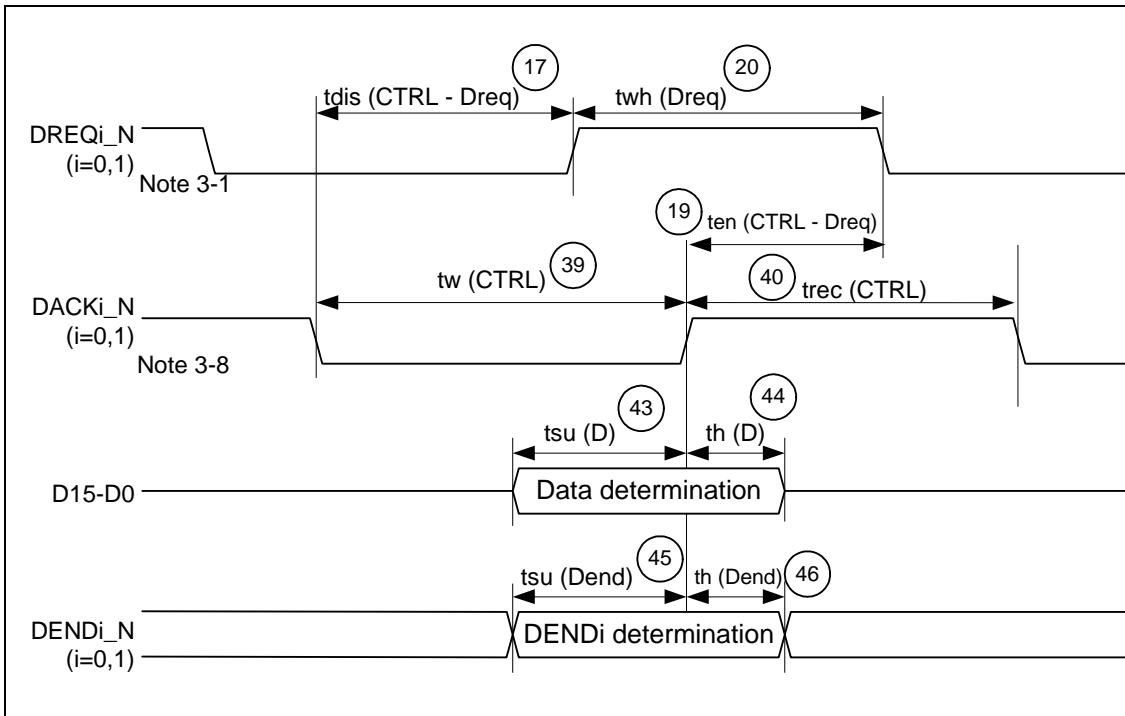 17
20
tdis (CTRL - Dreq)
twh (Dreq)
DREQi_N
(i=0,1)
Note 3-1
19
ten (CTRL - Dreq)
39
tw (CTRL)
40
trec (CTRL)
DACKi_N
(i=0,1)
Note 3-8
43
44
tsu (D)
th (D)
D15-D0
Data determination
45
tsu (Dend)
th (Dend)
46
DENDi_N
(i=0,1)
DENDi determination